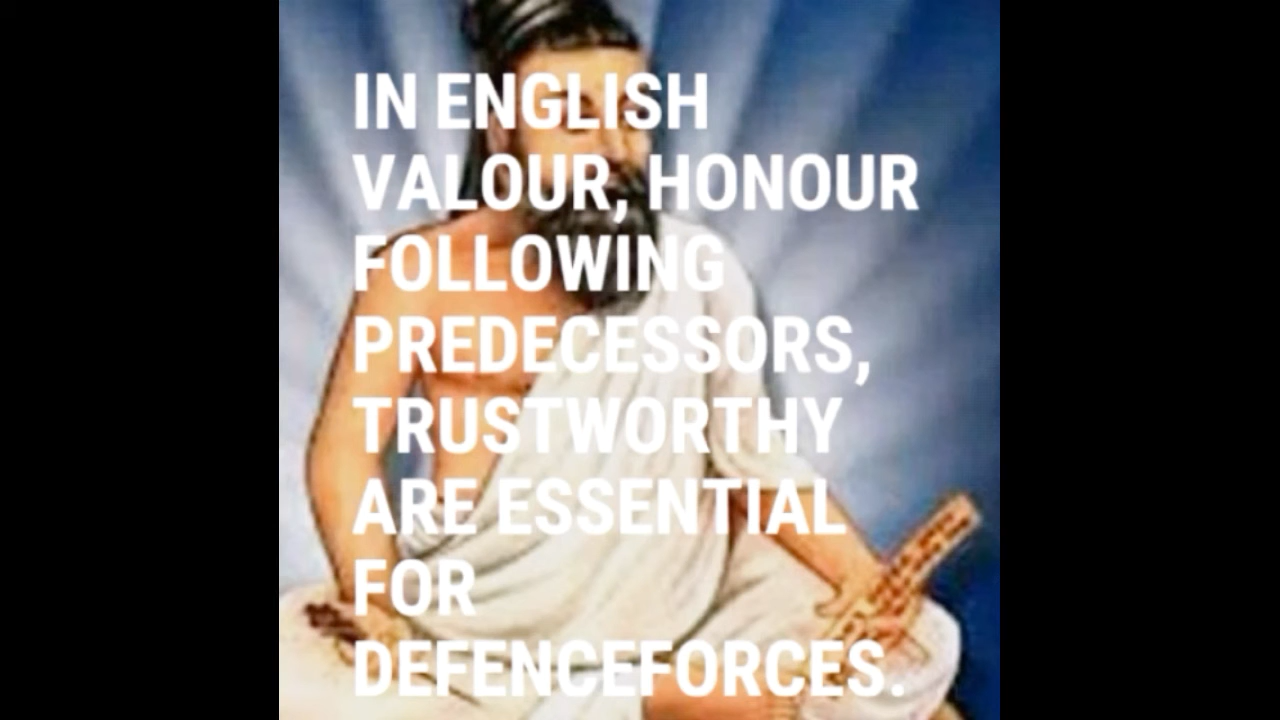 IN ENGLISH
VALOUR, HONOUR
FOLLOWING
PREDECESSORS,
TRUSTWORTHY
ARE ESSENTIAL
FOR
DEFENCEFORCES.